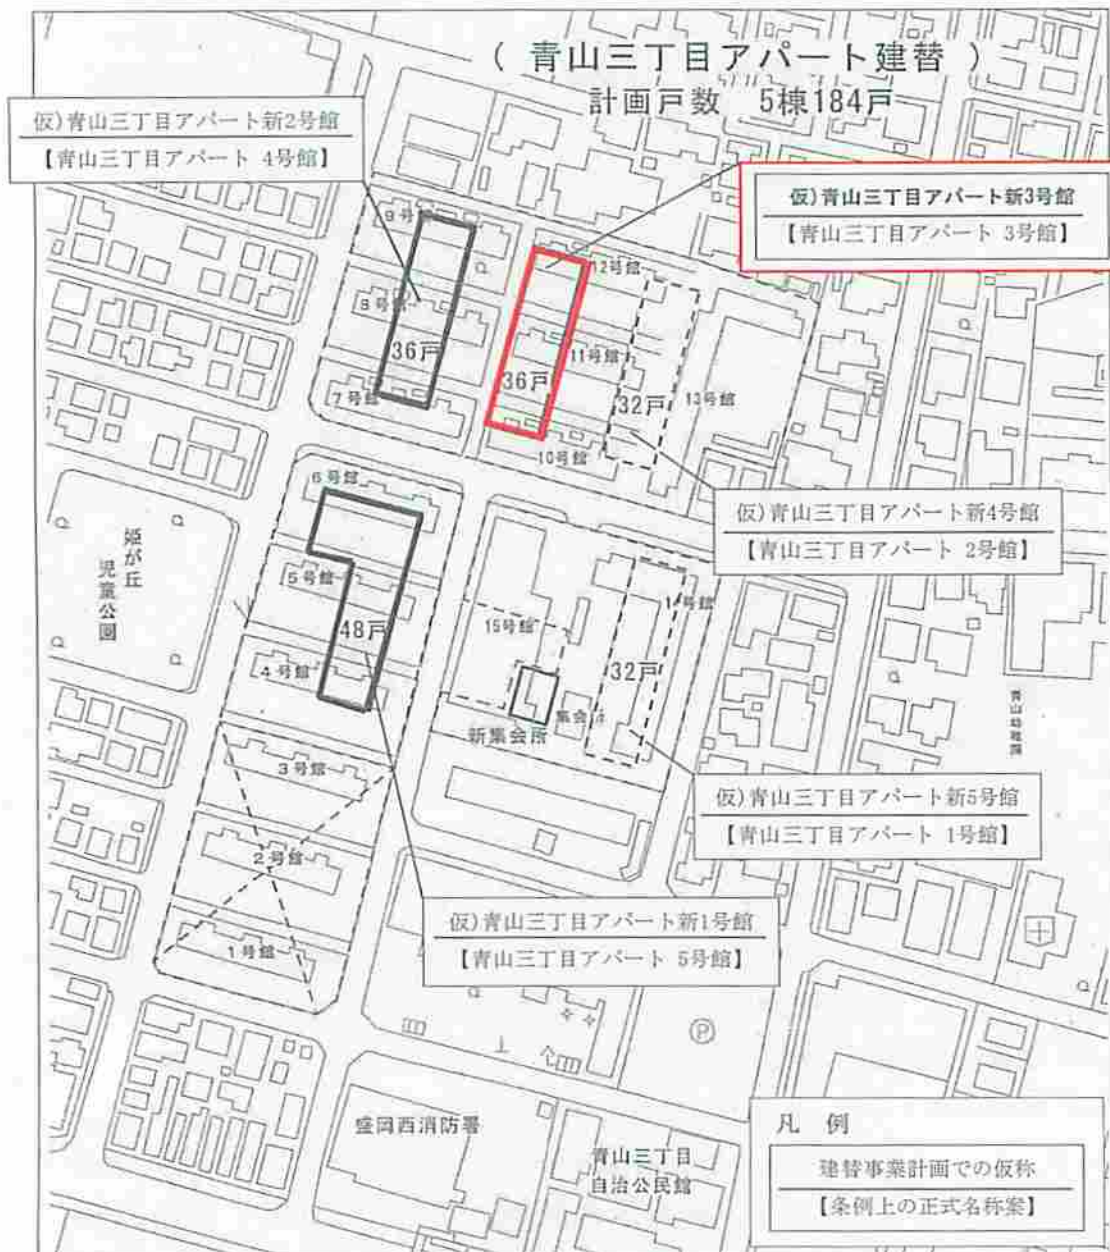 ( 青山三丁目アパート建替 )
計画戸数 5棟184戸
仮)青山三丁目アパート新2号館
【青山三丁目アパート 4号館】
仮)青山三丁目アパート新3号館
【青山三丁目アパート 3号館】
9号
12号館
8号館
36戸
11号館
36戸
32戸
13号館
7号館
10号館
6号館
仮)青山三丁目アパート新4号館
【青山三丁目アパート 2号館】
姫が丘
児童公園
5号館
号館
15号館
48戸
32戸
4号館
集会
新集会所
青山幼稚園
3号館
仮)青山三丁目アパート新5号館
【青山三丁目アパート 1号館】
2号館
仮)青山三丁目アパート新1号館
【青山三丁目アパート 5号館】
1号館
P
盛岡西消防署
青山三丁目
自治公民館
凡 例
建替事業計画での仮称
【条例上の正式名称案】